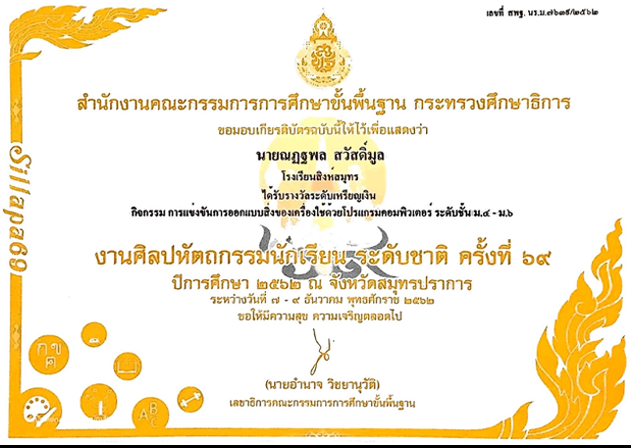 เลขที่ สพฐ. นร.ม.๗๖๓๙/๒๕๖๒
สำนักงานคณะกรรมการการศึกษาขั้นพื้นฐาน กระทรวงศึกษาธิการ
ขอมอบเกียรติบัตรฉบับนี้ให้ไว้เพื่อแสดงว่า
นายณฏฐพล สวัสดิ์มูล
โรงเรียนสิงห์สมุทร
ได้รับรางวัลระดับเหรียญเงิน
กิจกรรม การแข่งขันการออกแบบสิ่งของเครื่องใช้ด้วยโปรแกรมคอมพิวเตอร์ ระดับชั้น ม.๔ - ม.๖
งานศิลปหัตถกรรมนักเรียน ระดับชาติ ครั้งที่ ๖๙
ปีการศึกษา ๒๕๖๒ ณ จังหวัดสมุทรปราการ
ระหว่างวันที่ ๗ - ๙ ธันวาคม พุทธศักราช ๒๕๖๒
ขอให้มีความสุข ความเจริญตลอดไป
(นายอำนาจ วิชยานุวัติ)
เลขาธิการคณะกรรมการการศึกษาขั้นพื้นฐาน
Sillapa69
ก ข
ค
A B
C